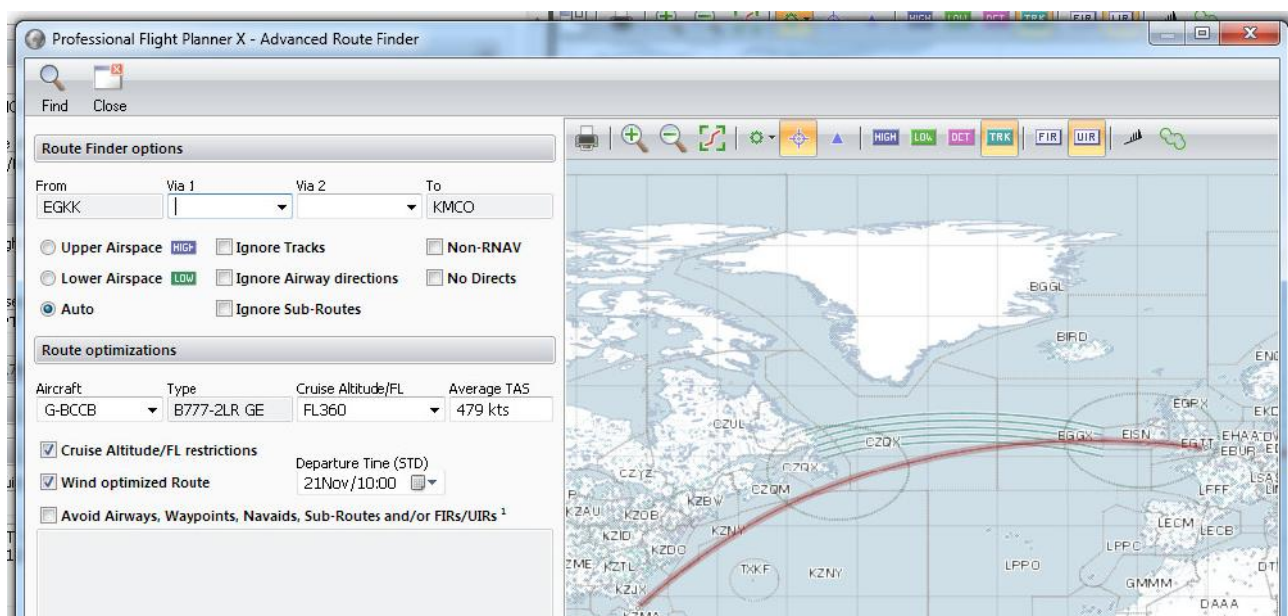 Professional Flight Planner X - Advanced Route Finder
Find Close
HIGH LOW DCT TRK FIR UIR
Route Finder options
From Via 1 Via 2 To
EGKK KMCO
Upper Airspace HIGH Ignore Tracks Non-RNAV
Lower Airspace LOW Ignore Airway directions No Directs
Auto Ignore Sub-Routes
Route optimizations
Aircraft Type Cruise Altitude/FL Average TAS
G-BCCB B777-2LR GE FL360 479 kts
Cruise Altitude/FL restrictions
Departure Time (STD)
Wind optimized Route 21Nov/10:00
Avoid Airways, Waypoints, Navaids, Sub-Routes and/or FIRs/UIRs 1
BGGL
BIRD
EGPX
CZUL
CZQX
EGGX
EISN
EGTT
EHAA
EBUR
CZQX
CZYZ
CZQM
LFFF
KZAU
KZOB
KZBW
KZID
KZNY
LECM
LECB
KZDC
LPPC
KZME
KZTL
TXKF
KZNY
LPPO
GMMM
KZJX
DAAA
KZMA